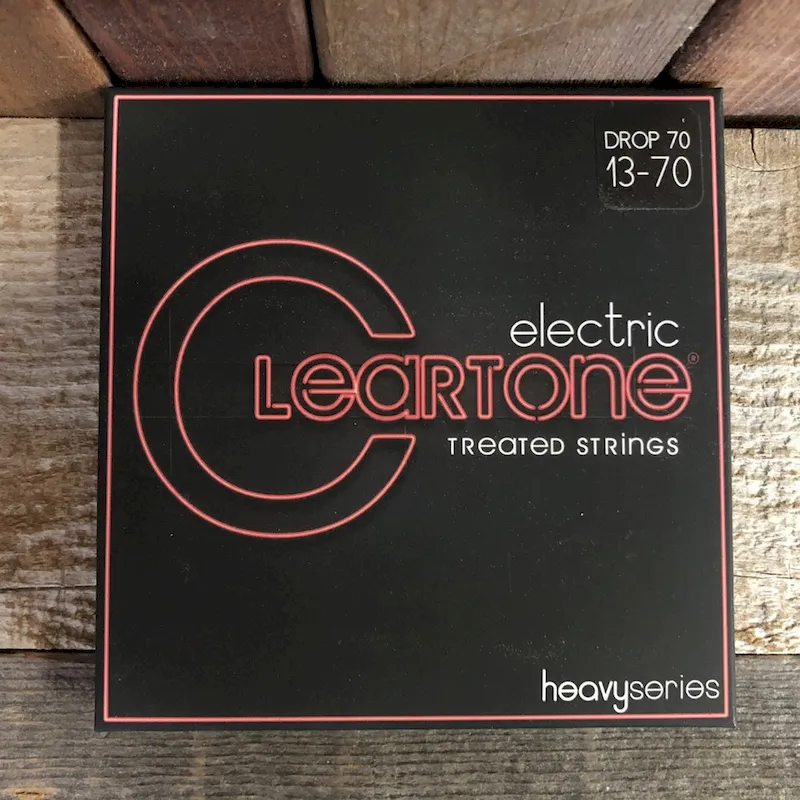 DROP 70
13-70
electric
CLEARTONE®
TREATED STRINGS
heavyseries